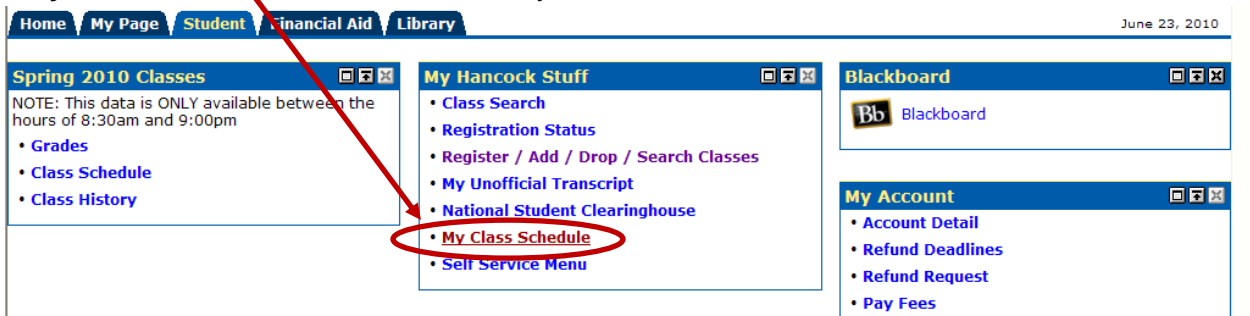 Home My Page Student Financial Aid Library
June 23, 2010
Spring 2010 Classes
NOTE: This data is ONLY available between the
hours of 8:30am and 9:00pm
• Grades
• Class Schedule
• Class History
My Hancock Stuff
• Class Search
• Registration Status
• Register / Add / Drop / Search Classes
• My Unofficial Transcript
• National Student Clearinghouse
• My Class Schedule
• Self Service Menu
Blackboard
Bb Blackboard
My Account
• Account Detail
• Refund Deadlines
• Refund Request
• Pay Fees